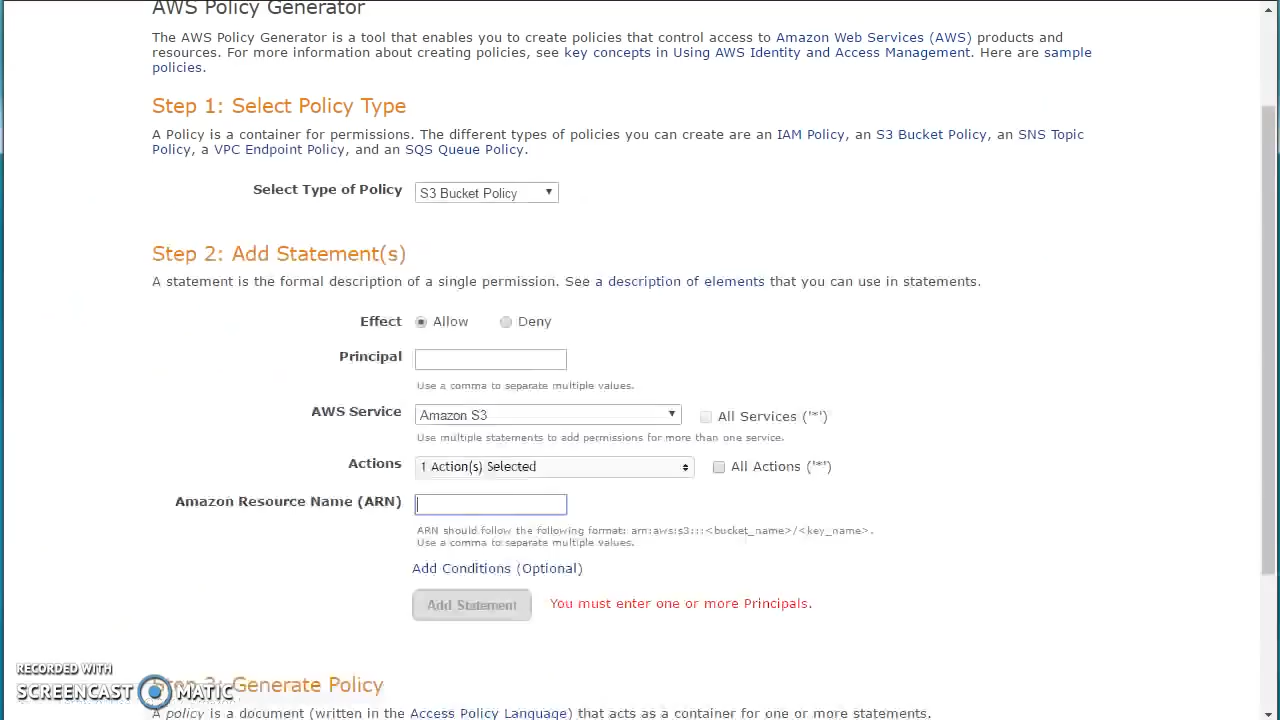 AWS Policy Generator
The AWS Policy Generator is a tool that enables you to create policies that control access to Amazon Web Services (AWS) products and
resources. For more information about creating policies, see key concepts in Using AWS Identity and Access Management. Here are sample
policies.
Step 1: Select Policy Type
A Policy is a container for permissions. The different types of policies you can create are an IAM Policy, an S3 Bucket Policy, an SNS Topic
Policy, a VPC Endpoint Policy, and an SQS Queue Policy.
Select Type of Policy S3 Bucket Policy
Step 2: Add Statement(s)
A statement is the formal description of a single permission. See a description of elements that you can use in statements.
Effect Allow Deny
Principal
Use a comma to separate multiple values.
AWS Service Amazon S3 All Services ('*')
Use multiple statements to add permissions for more than one service.
Actions 1 Action(s) Selected All Actions ('*')
Amazon Resource Name (ARN)
ARN should follow the following format: arn:aws:s3:::<bucket_name>/<key_name>.
Use a comma to separate multiple values.
Add Conditions (Optional)
Add Statement You must enter one or more Principals.
RECORDED WITH
SCREENCAST MATIC
Step 3: Generate Policy
A policy is a document (written in the Access Policy Language) that acts as a container for one or more statements.